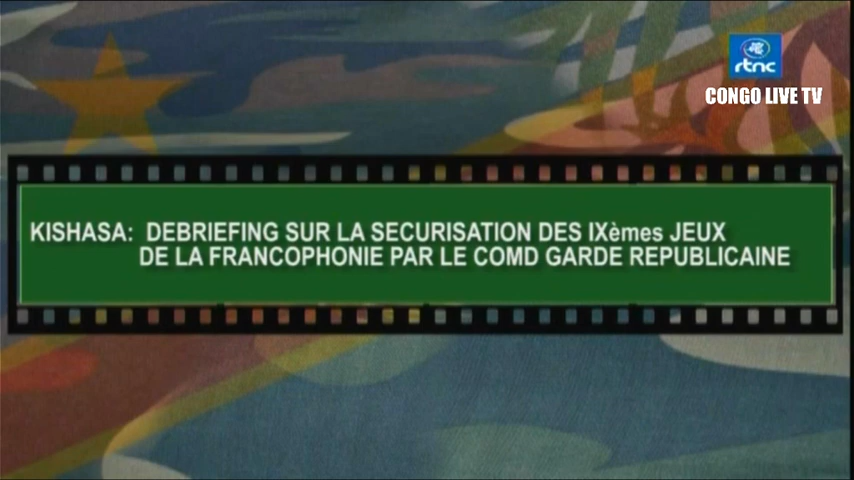 rtnc
CONGO LIVE TV
KISHASA: DEBRIEFING SUR LA SECURISATION DES IXèmes JEUX
DE LA FRANCOPHONIE PAR LE COMD GARDE REPUBLICAINE